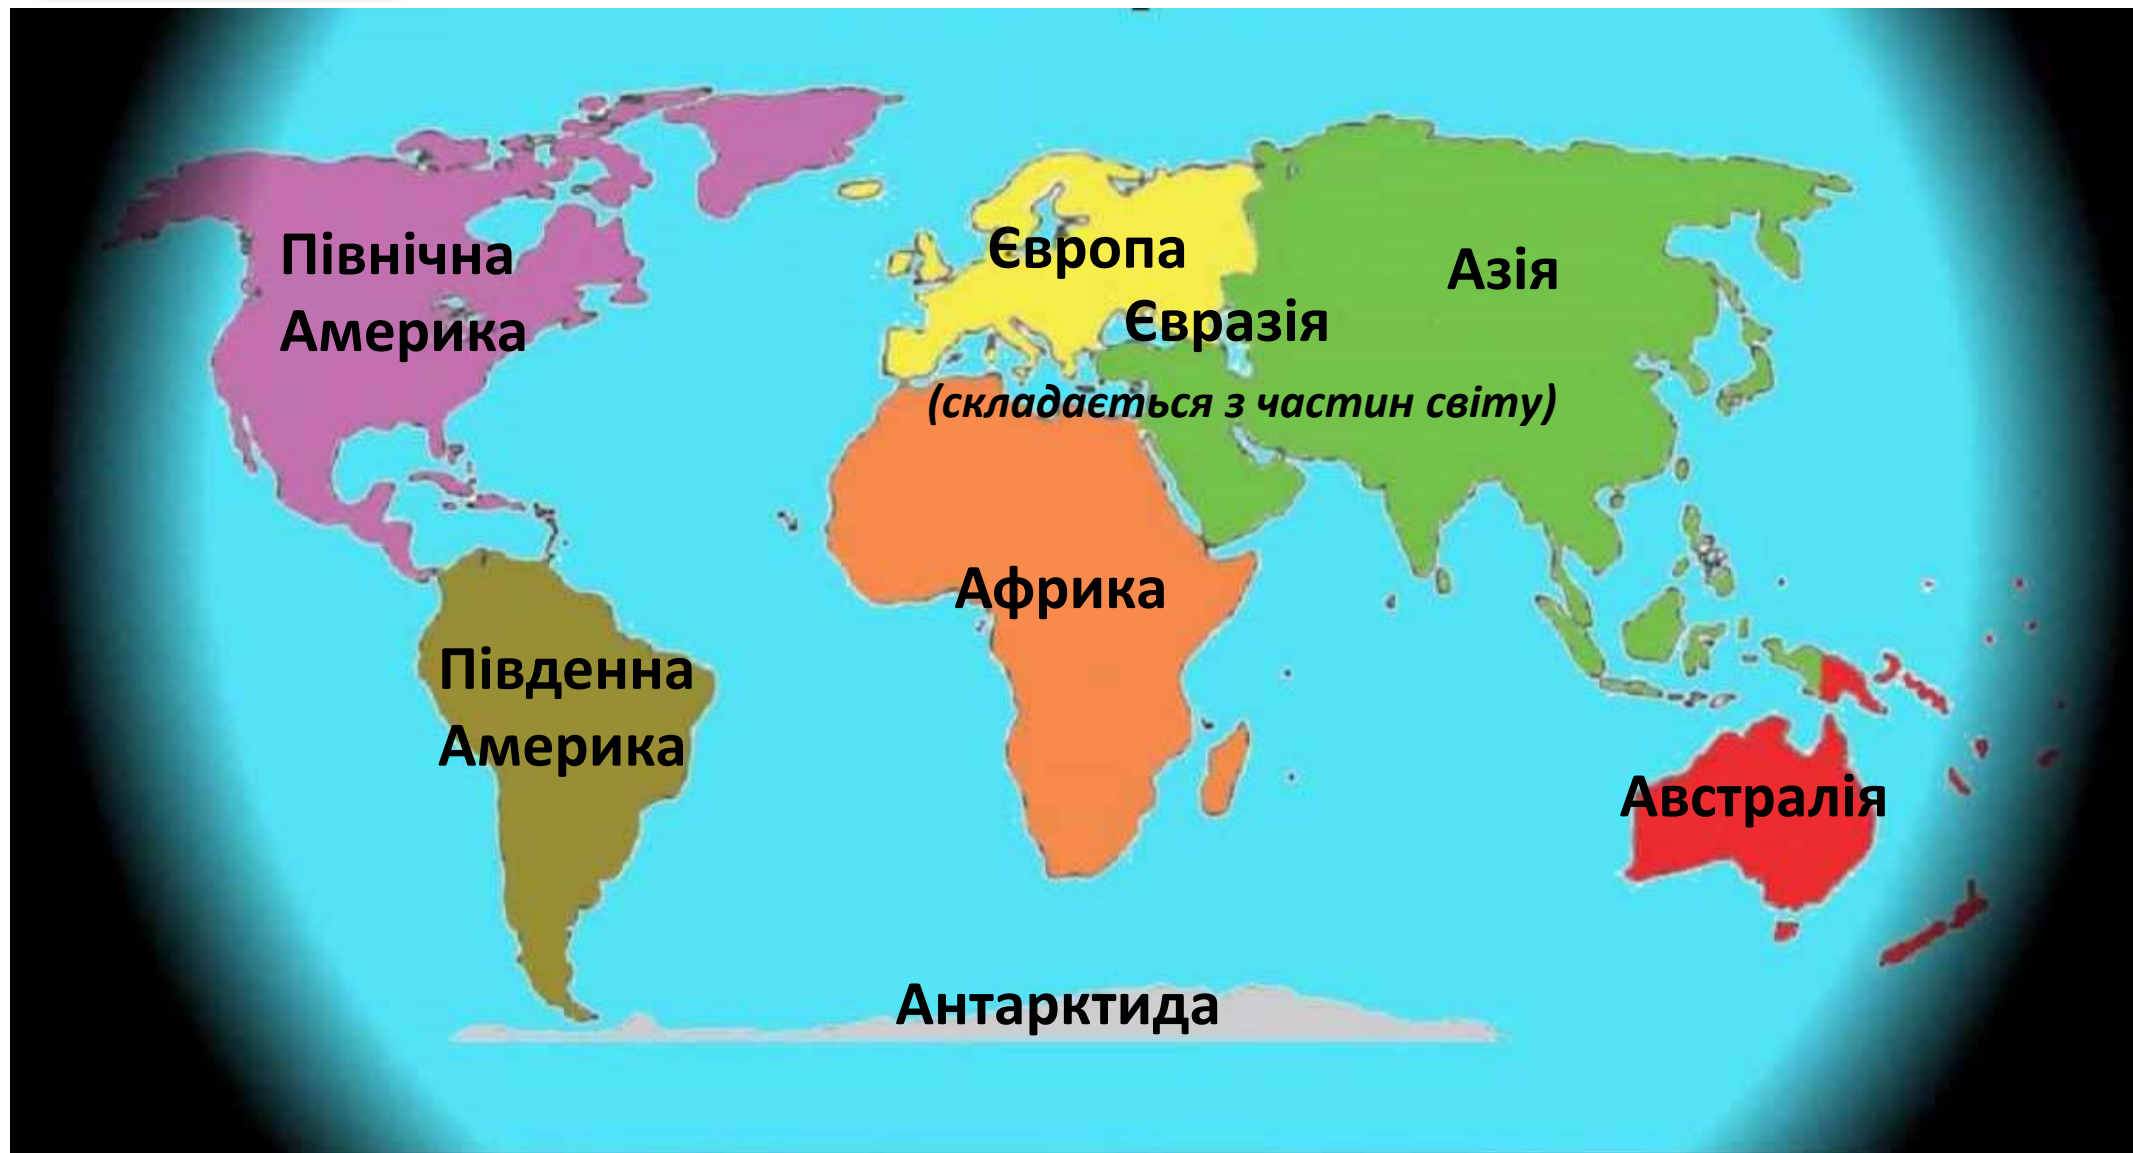 Північна
Америка
Європа
Азія
Євразія
(складається з частин світу)
Африка
Південна
Америка
Австралія
Антарктида